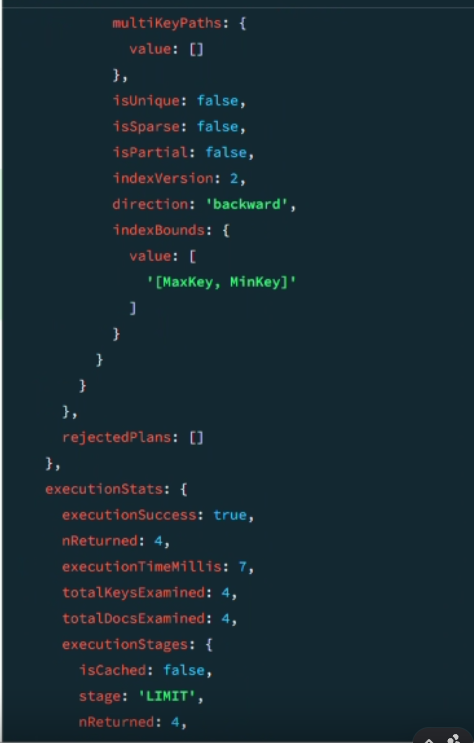 multiKeyPaths: {
value: []
},
isUnique: false,
isSparse: false,
isPartial: false,
indexVersion: 2,
direction: 'backward',
indexBounds: {
value: [
'[MaxKey, MinKey]'
]
}
}
}
},
rejectedPlans: []
},
executionStats: {
executionSuccess: true,
nReturned: 4,
executionTimeMillis: 7,
totalKeysExamined: 4,
totalDocsExamined: 4,
executionStages: {
isCached: false,
stage: 'LIMIT',
nReturned: 4,